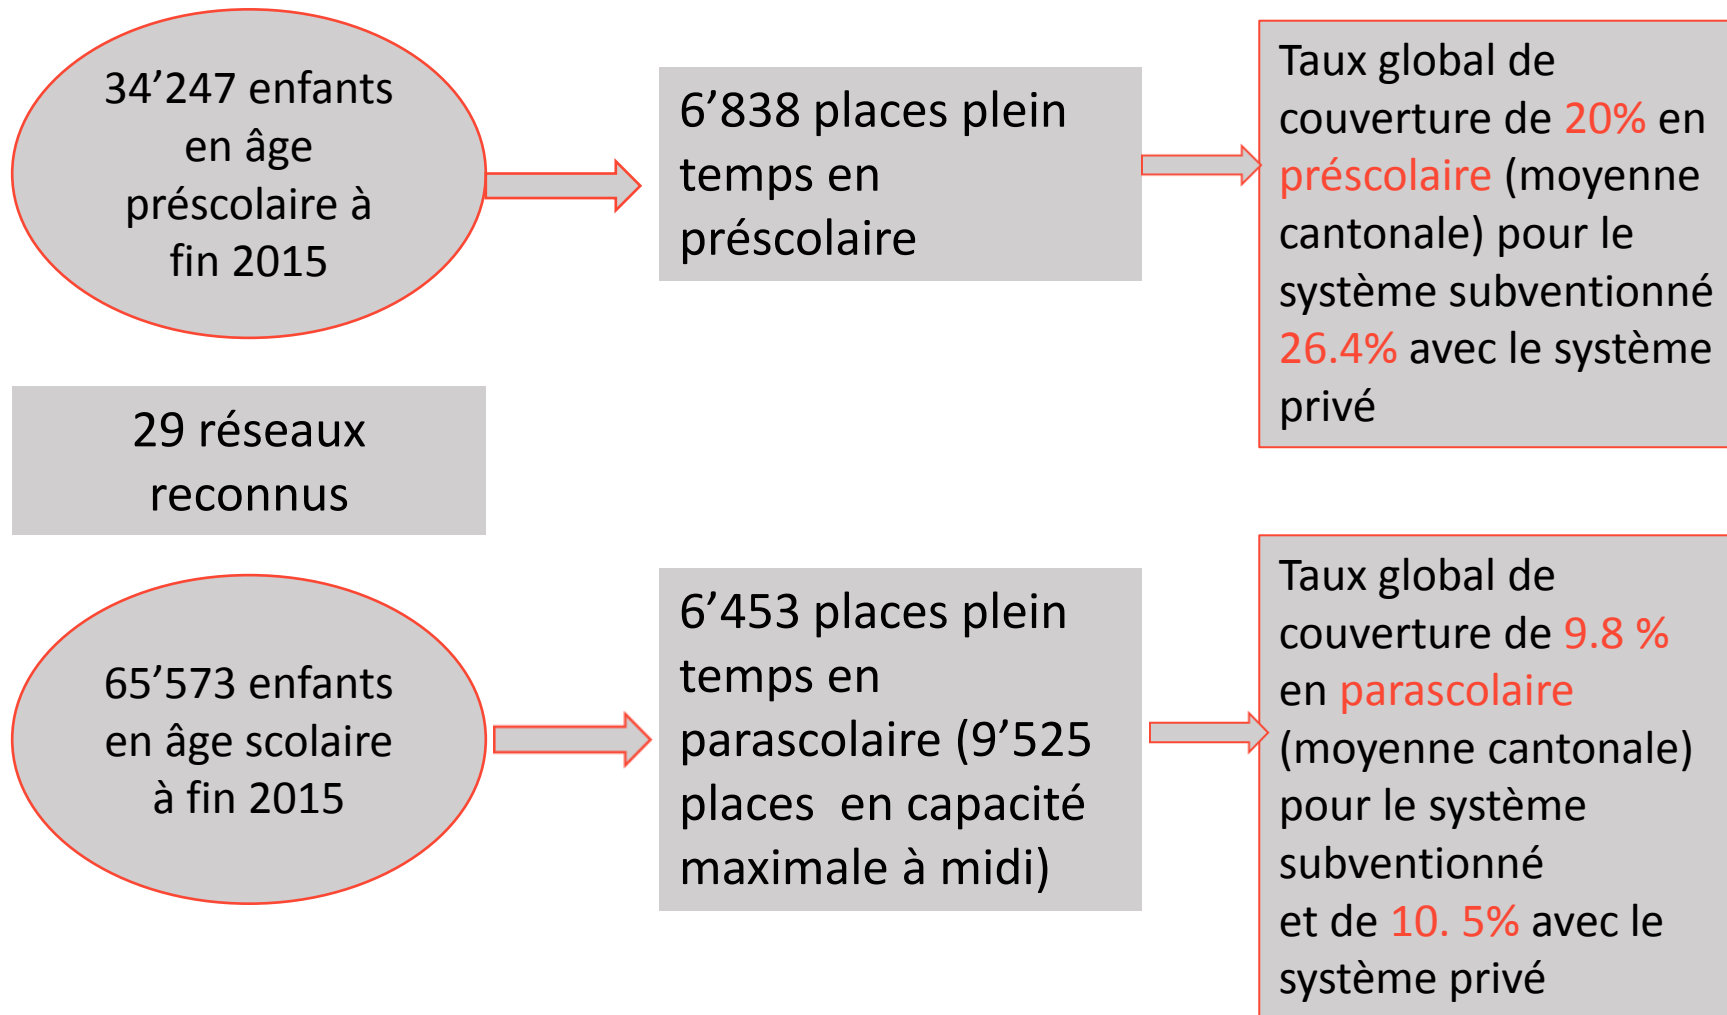 34’247 enfants
en âge
préscolaire à
fin 2015
6’838 places plein
temps en
préscolaire
Taux global de
couverture de 20% en
préscolaire (moyenne
cantonale) pour le
système subventionné
26.4% avec le système
privé
29 réseaux
reconnus
65’573 enfants
en âge scolaire
à fin 2015
6’453 places plein
temps en
parascolaire (9’525
places  en capacité
maximale à midi)
Taux global de
couverture de 9.8 %
en parascolaire
(moyenne cantonale)
pour le système
subventionné
et de 10. 5% avec le
système privé